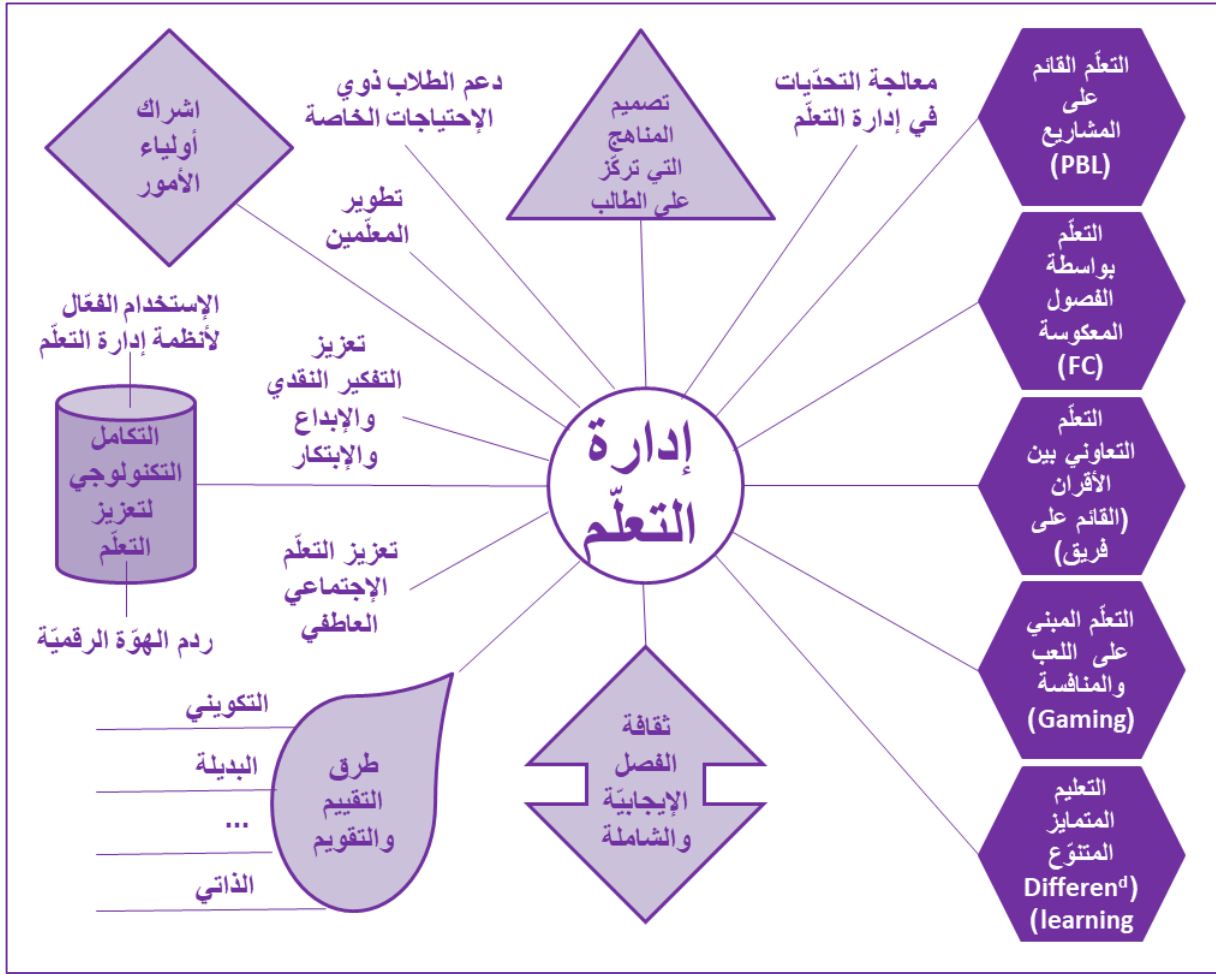 التعلّم القائم
على
المشاريع
(PBL)
معالجة التحدّيات
في إدارة التعلّم
تصميم
المناهج
التي تركّز
على الطالب
دعم الطلاب ذوي
الإحتياجات الخاصة
اشراك
أولياء
الأمور
تطوير
المعلّمين
التعلّم
بواسطة
الفصول
المعكوسة
(FC)
الإستخدام الفعّال
لأنظمة إدارة التعلّم
تعزيز
التفكير النقدي
والإبداع
والإبتكار
إدارة
التعلّم
التعلّم
التعاوني بين
الأقران
(القائم على
فريق)
التكامل
التكنولوجي
لتعزيز
التعلّم
تعزيز التعلّم
الإجتماعي
العاطفي
ردم الهوّة الرقميّة
التعلّم المبني
على اللعب
والمنافسة
(Gaming)
ثقافة
الفصل
الإيجابيّة
والشاملة
طرق
التقييم
والتقويم
التكويني
البديلة
...
الذاتي
التعليم
المتمايز
المتنوّع
(Differenᵈ
learning)